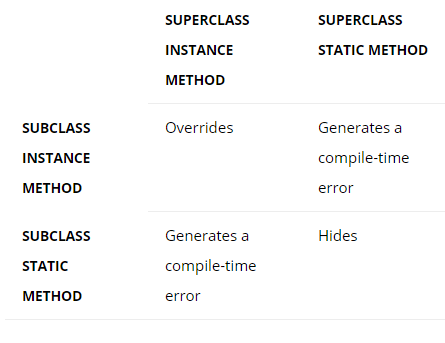 SUPERCLASS INSTANCE METHOD
SUPERCLASS STATIC METHOD
SUBCLASS INSTANCE METHOD
Overrides
Generates a compile-time error
SUBCLASS STATIC METHOD
Generates a compile-time error
Hides